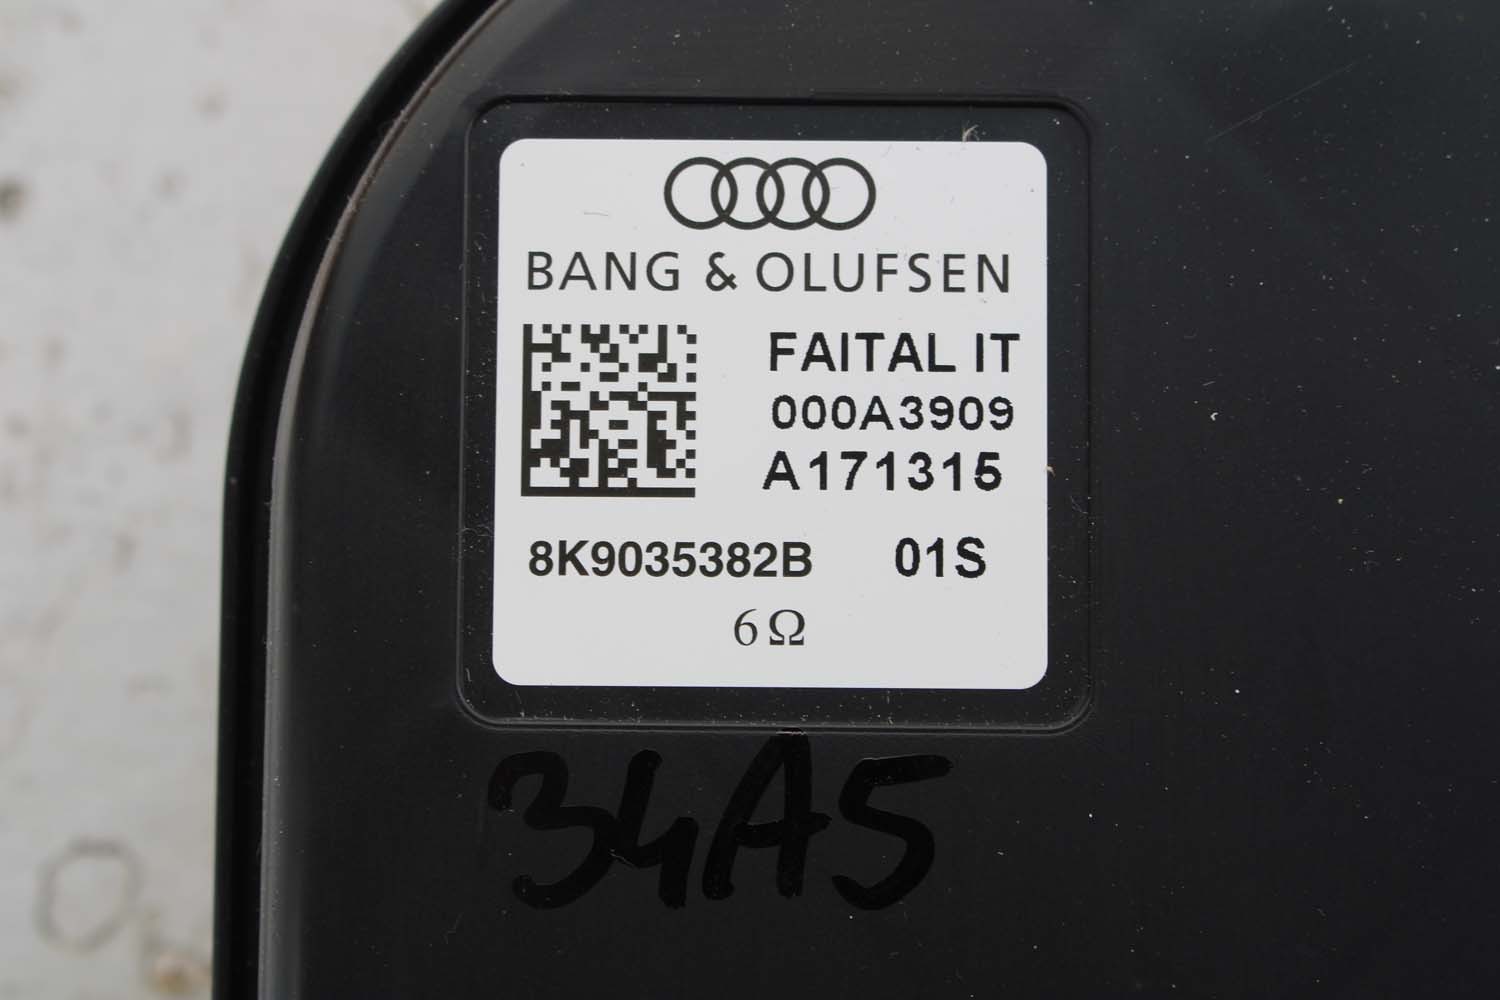 BANG & OLUFSEN
FAITAL IT
000A3909
A171315
8K9035382B 01S
6Ω
34A5